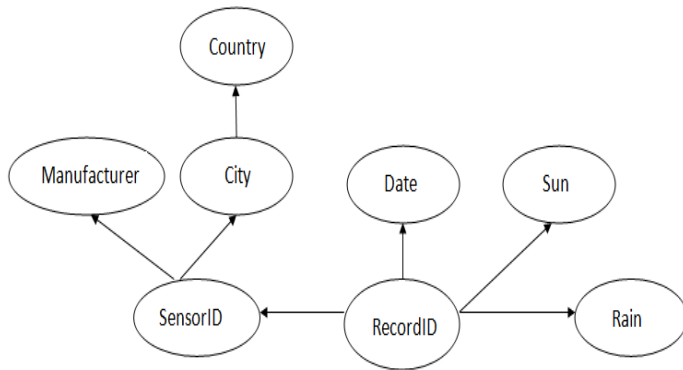 Country
Manufacturer
City
Date
Sun
SensorID
RecordID
Rain